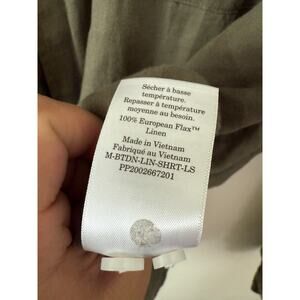 Sécher à basse
température.
Repasser à température
moyenne au besoin.
100% European Flax™
Linen
Made in Vietnam
Fabriqué au Vietnam
M-BTDN-LIN-SHRT-LS
PP2002667201